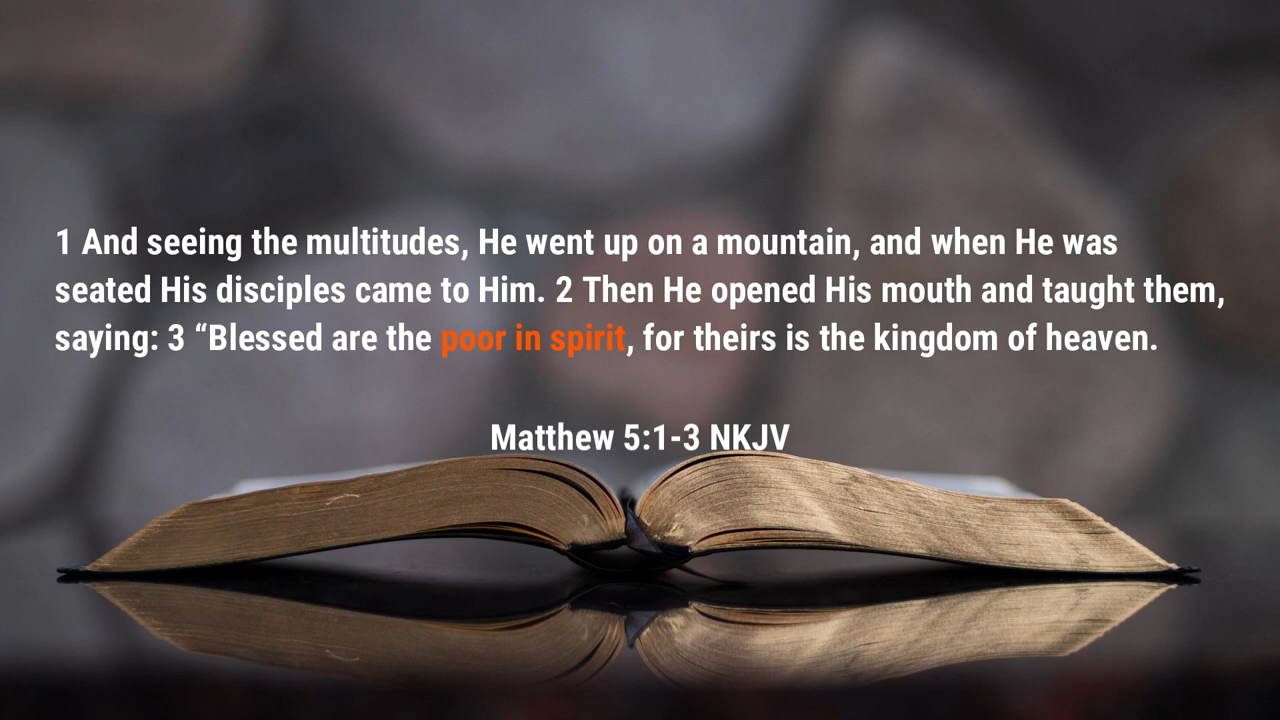 1 And seeing the multitudes, He went up on a mountain, and when He was
seated His disciples came to Him. 2 Then He opened His mouth and taught them,
saying: 3 “Blessed are the poor in spirit, for theirs is the kingdom of heaven.
Matthew 5:1-3 NKJV